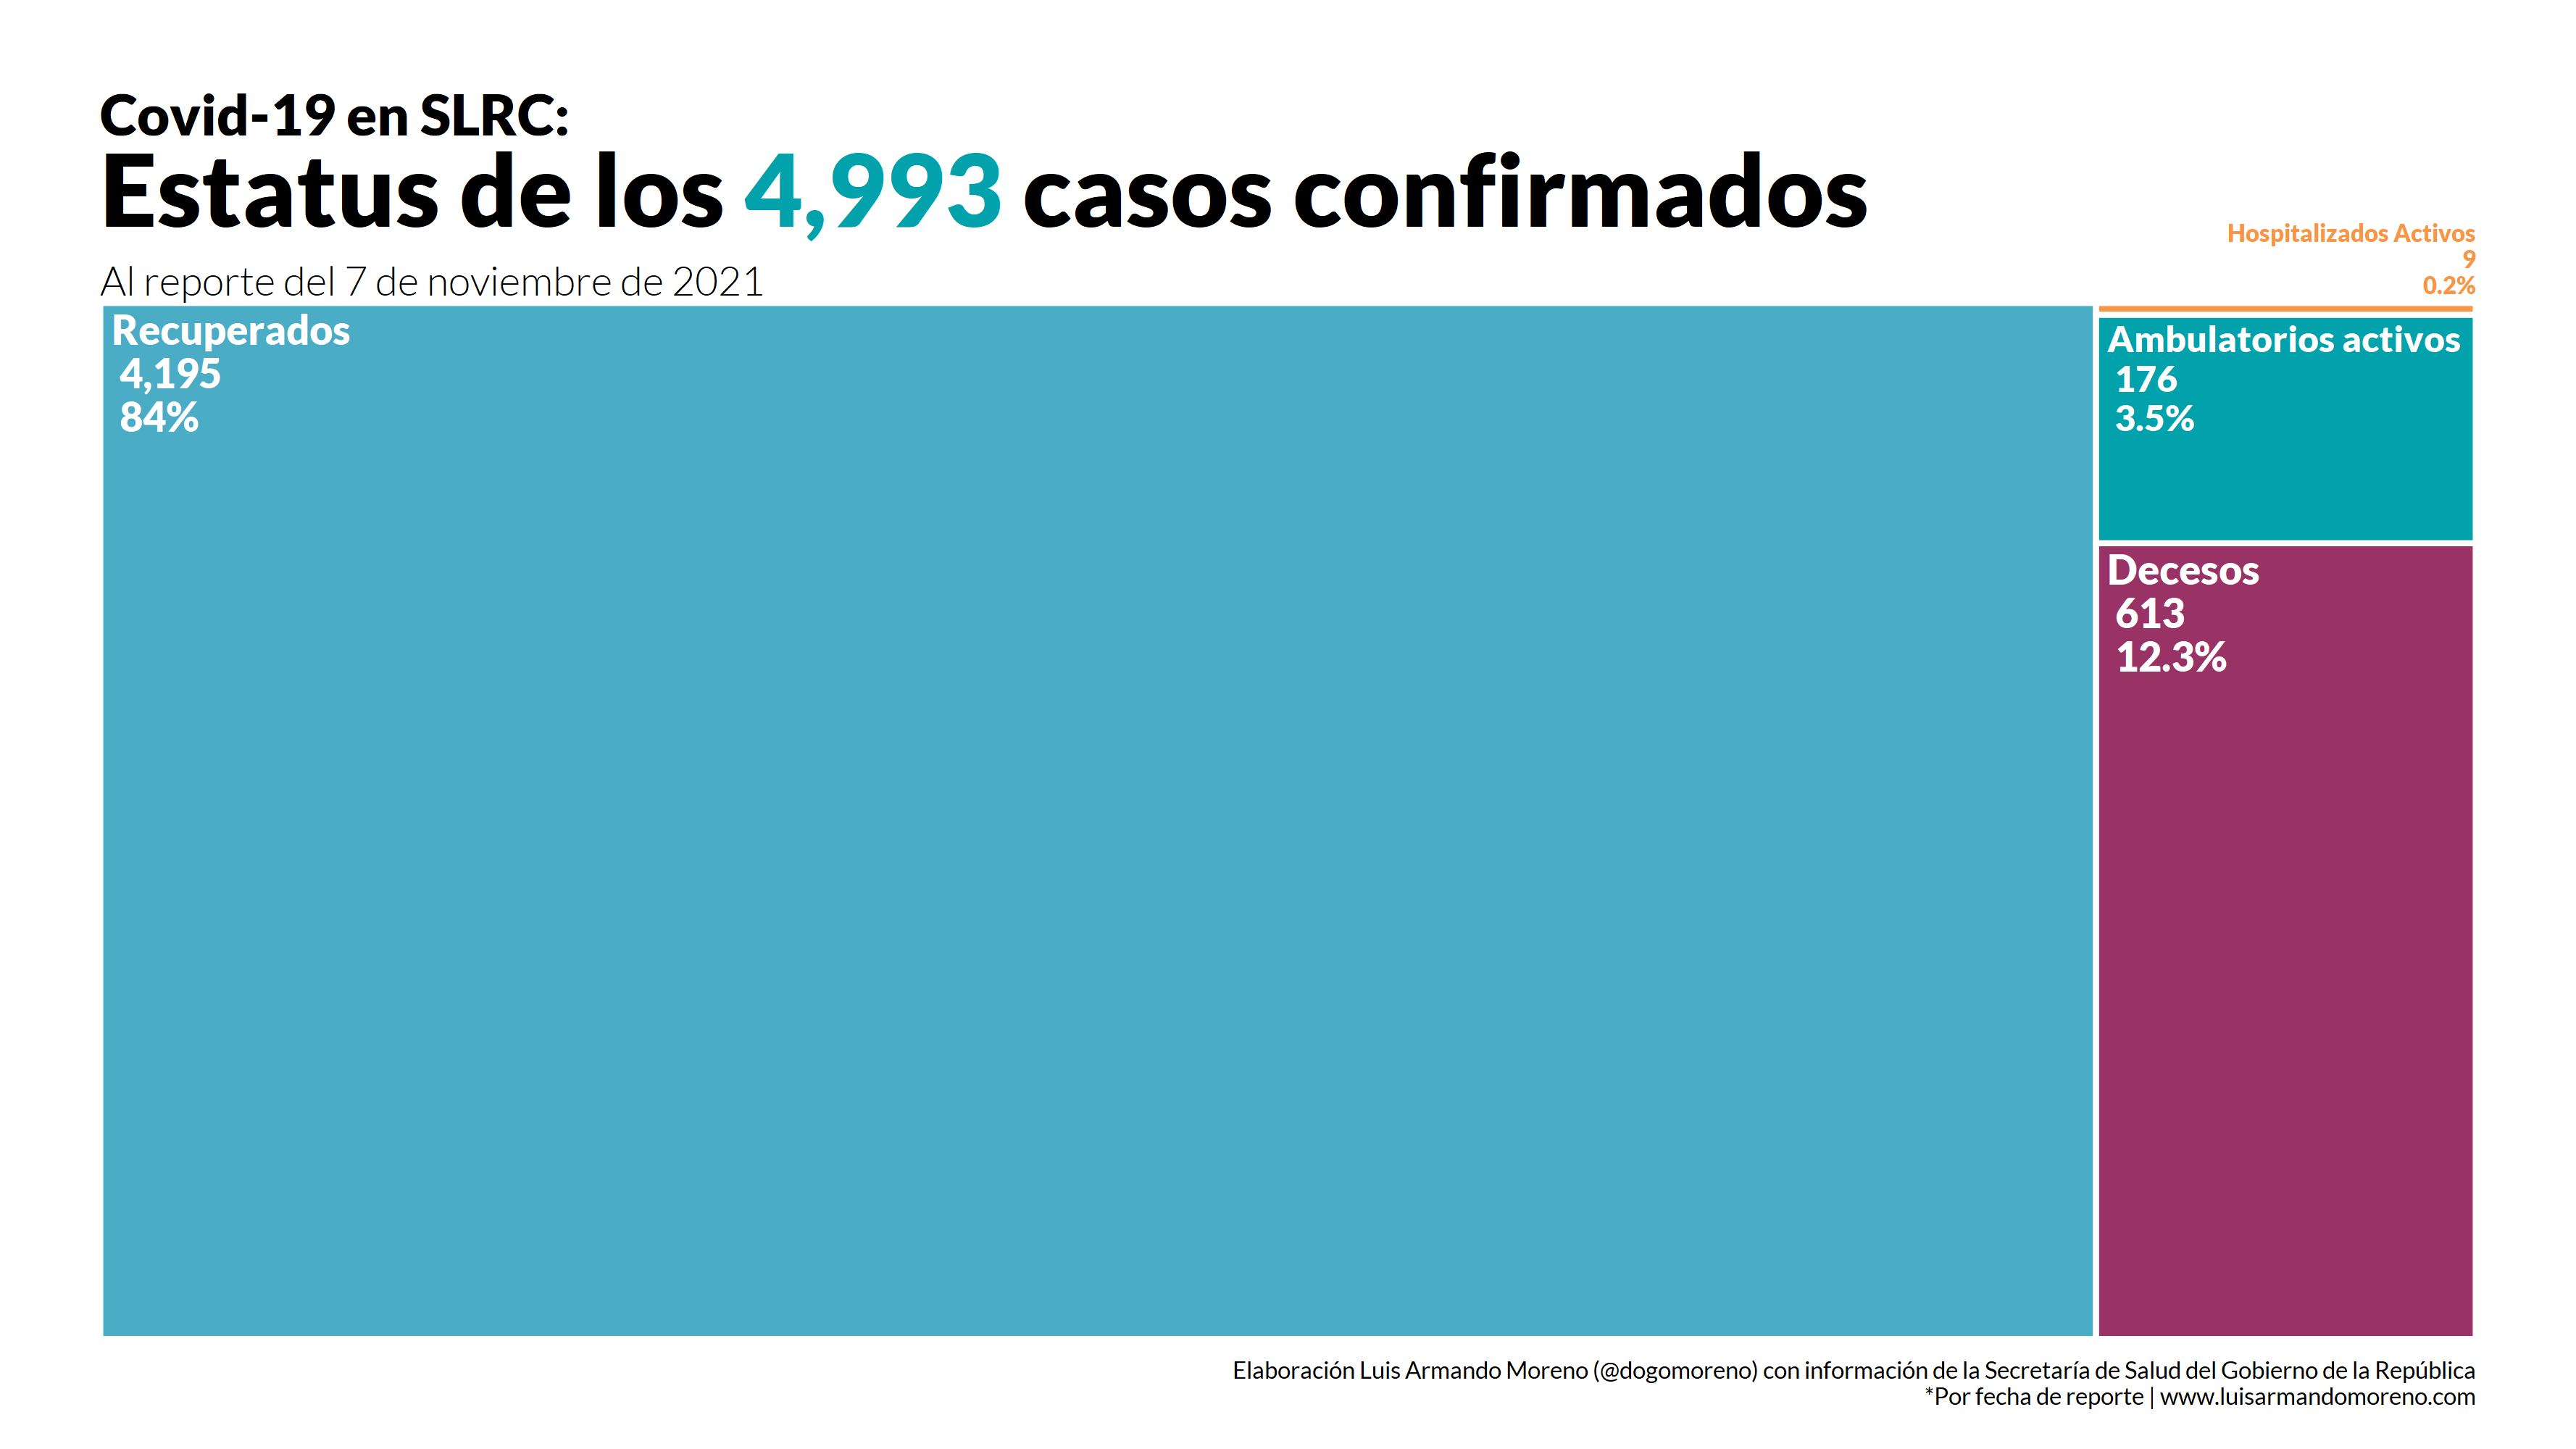 Covid-19 en SLRC:
Estatus de los 4,993 casos confirmados
Al reporte del 7 de noviembre de 2021
Hospitalizados Activos
9
0.2%
Recuperados
4,195
84%
Ambulatorios activos
176
3.5%
Decesos
613
12.3%
Elaboración Luis Armando Moreno (@dogomoreno) con información de la Secretaría de Salud del Gobierno de la República
*Por fecha de reporte | www.luisarmandomoreno.com